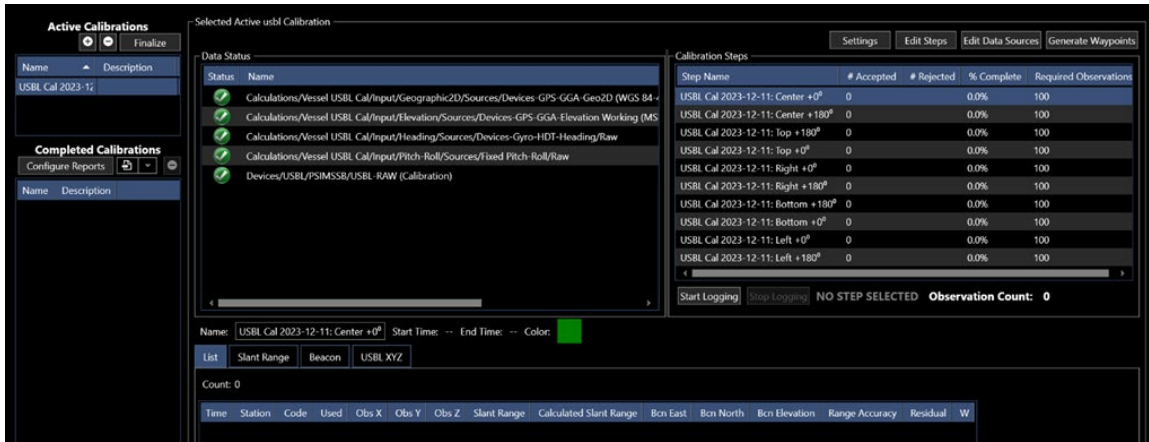 Active Calibrations
Finalize
Name Description
USBL Cal 2023-12
Completed Calibrations
Configure Reports
Name Description
Selected Active usbl Calibration
Settings Edit Steps Edit Data Sources Generate Waypoints
Data Status
Status Name
Calculations/Vessel USBL Cal/Input/Geographic2D/Sources/Devices-GPS-GGA-Geo2D (WGS 84-
Calculations/Vessel USBL Cal/Input/Elevation/Sources/Devices-GPS-GGA-Elevation Working (MS
Calculations/Vessel USBL Cal/Input/Heading/Sources/Devices-Gyro-HDT-Heading/Raw
Calculations/Vessel USBL Cal/Input/Pitch-Roll/Sources/Fixed Pitch-Roll/Raw
Devices/USBL/PSIMSSB/USBL-RAW (Calibration)
Calibration Steps
Step Name # Accepted # Rejected % Complete Required Observations
USBL Cal 2023-12-11: Center +0º 0 0.0% 100
USBL Cal 2023-12-11: Center +180º 0 0.0% 100
USBL Cal 2023-12-11: Top +180º 0 0.0% 100
USBL Cal 2023-12-11: Top +0º 0 0.0% 100
USBL Cal 2023-12-11: Right +0º 0 0.0% 100
USBL Cal 2023-12-11: Right +180º 0 0.0% 100
USBL Cal 2023-12-11: Bottom +180º 0 0.0% 100
USBL Cal 2023-12-11: Bottom +0º 0 0.0% 100
USBL Cal 2023-12-11: Left +0º 0 0.0% 100
USBL Cal 2023-12-11: Left +180º 0 0.0% 100
Start Logging Stop Logging NO STEP SELECTED Observation Count: 0
Name: USBL Cal 2023-12-11: Center +0º Start Time: -- End Time: -- Color:
List Slant Range Beacon USBL XYZ
Count: 0
Time Station Code Used Obs X Obs Y Obs Z Slant Range Calculated Slant Range Bcn East Bcn North Bcn Elevation Range Accuracy Residual W